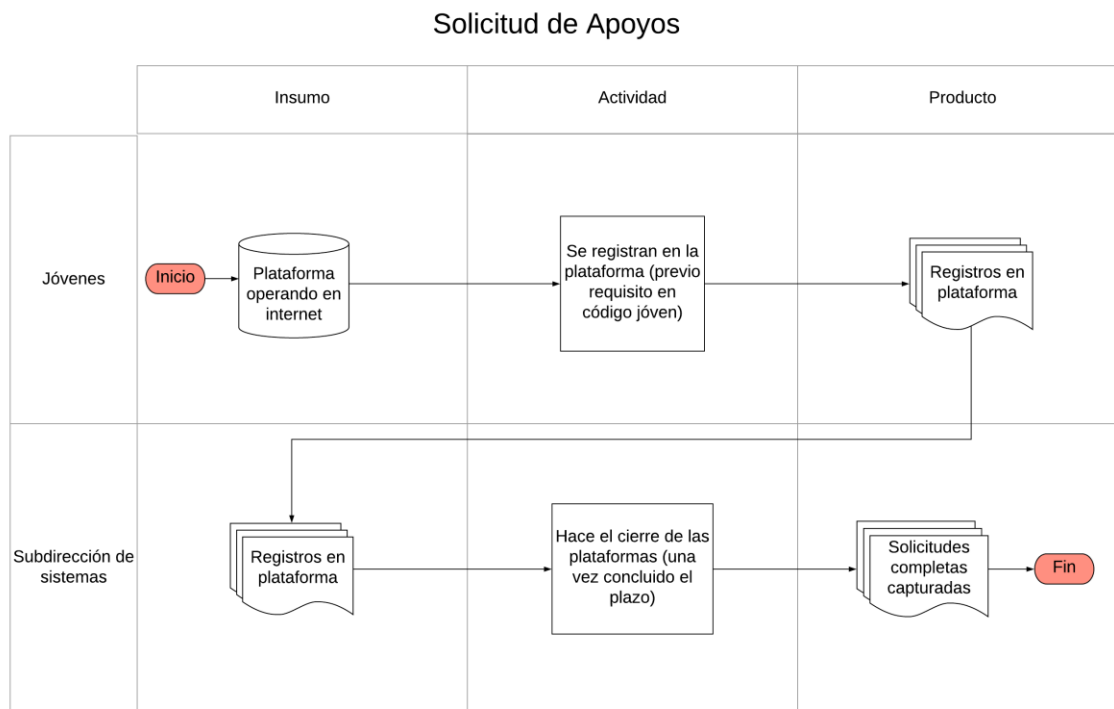 Solicitud de Apoyos
Insumo
Actividad
Producto
Jóvenes
Inicio
Plataforma
operando en
internet
Se registran en la
plataforma (previo
requisito en
código jóven)
Registros en
plataforma
Subdirección de
sistemas
Registros en
plataforma
Hace el cierre de las
plataformas (una
vez concluido el
plazo)
Solicitudes
completas
capturadas
Fin